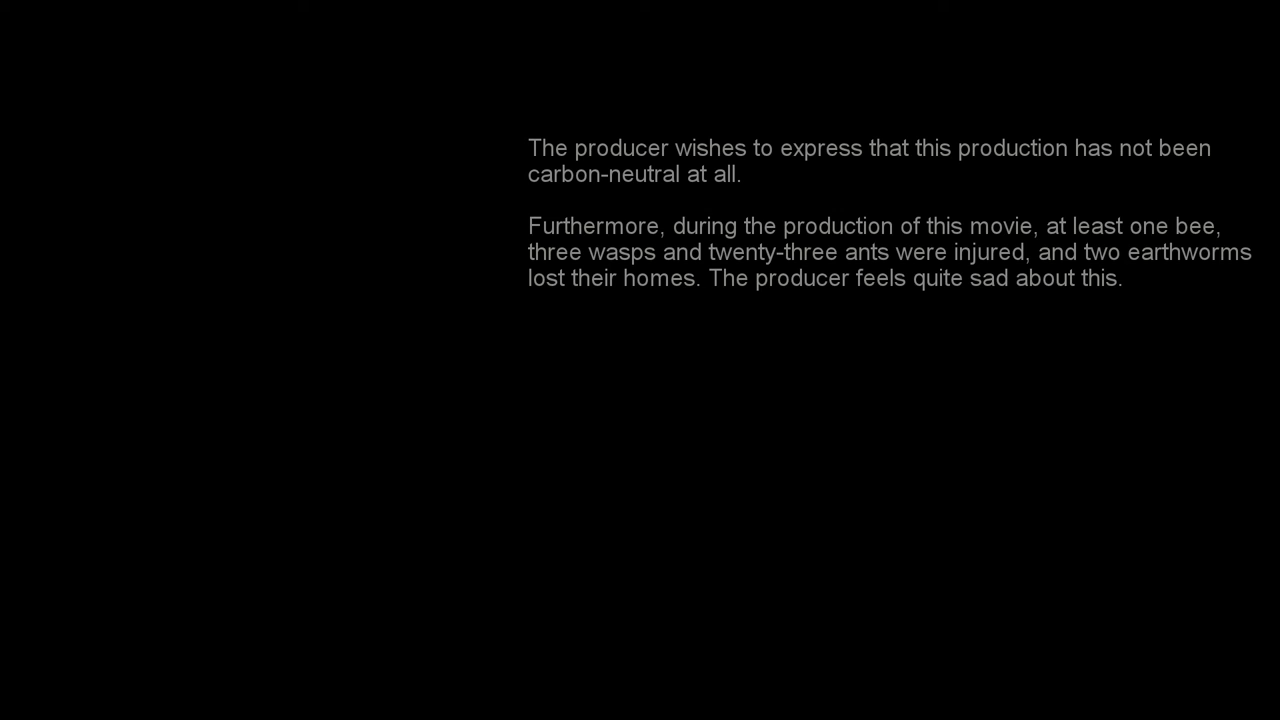 The producer wishes to express that this production has not been
carbon-neutral at all.
Furthermore, during the production of this movie, at least one bee,
three wasps and twenty-three ants were injured, and two earthworms
lost their homes. The producer feels quite sad about this.